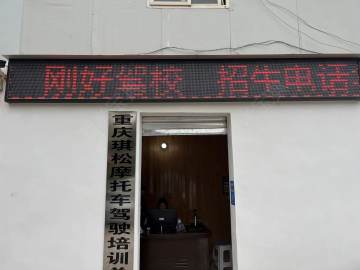 刚好驾校 招生电话
重庆琪松摩托车驾驶培训